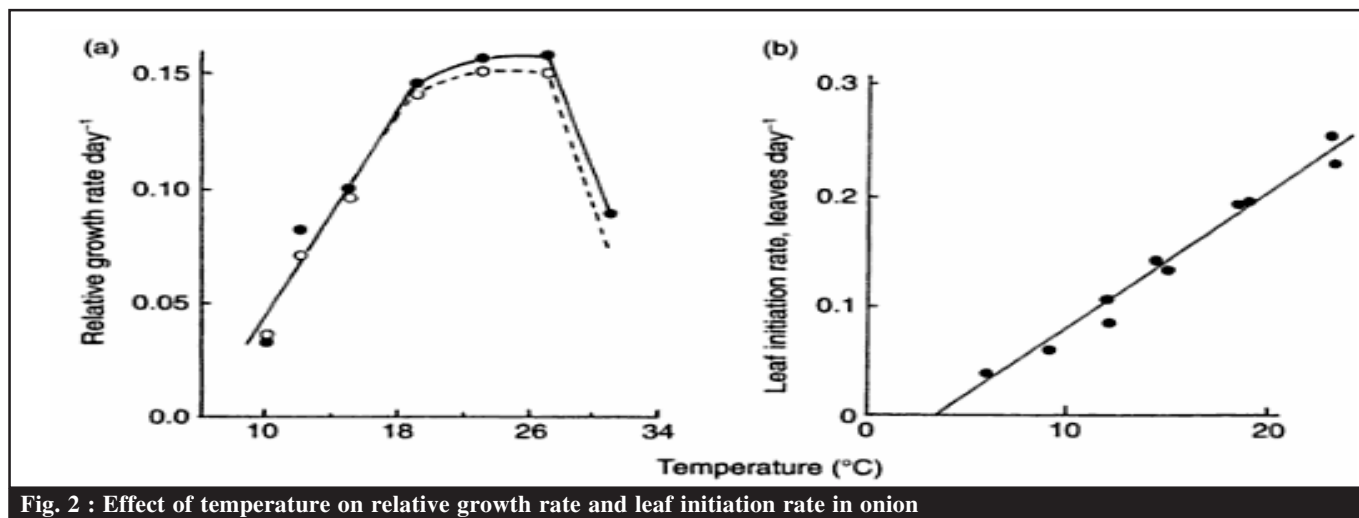 (a)
Relative growth rate day⁻¹
0.15
0.10
0.05
0.0
10 18 26 34
(b)
Leaf initiation rate, leaves day⁻¹
0.3
0.2
0.1
0
0 10 20
Temperature (°C)
Fig. 2 : Effect of temperature on relative growth rate and leaf initiation rate in onion